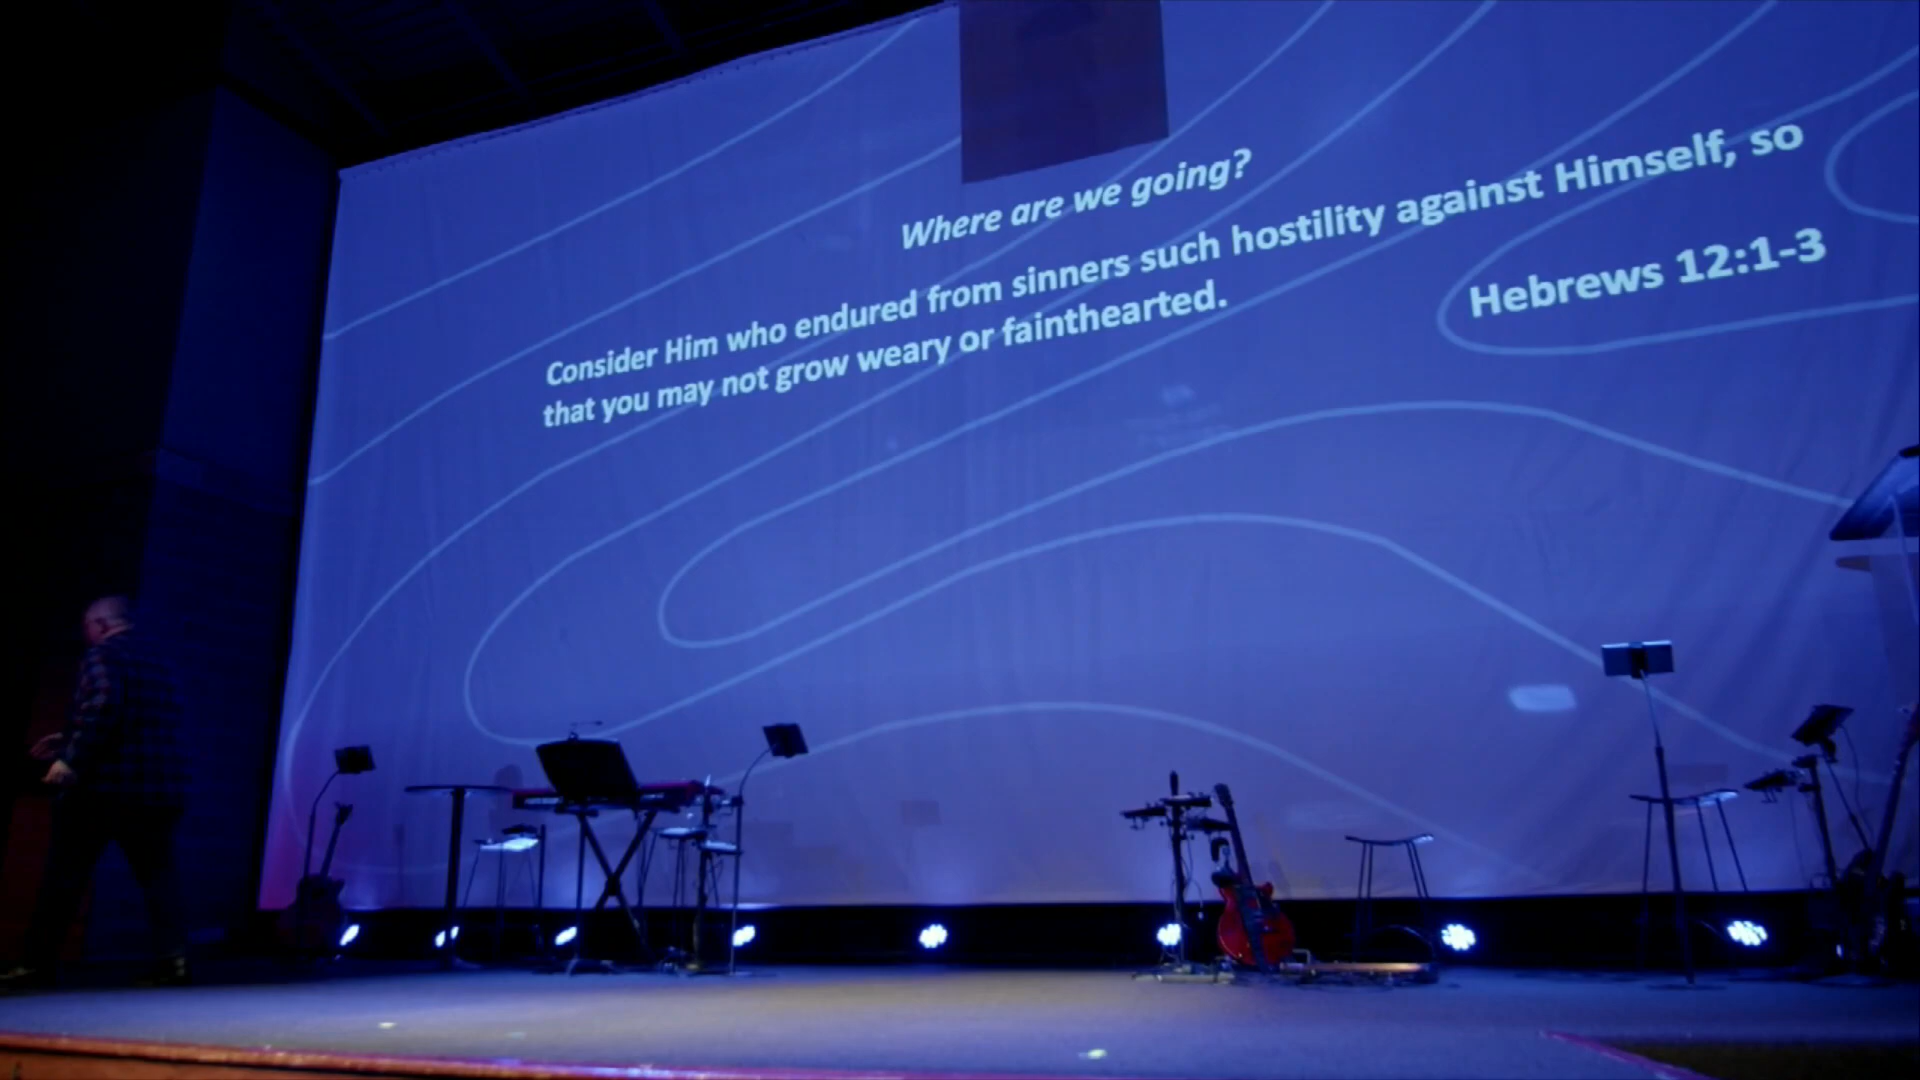 Where are we going?
Consider Him who endured from sinners such hostility against Himself, so
that you may not grow weary or fainthearted.
Hebrews 12:1-3